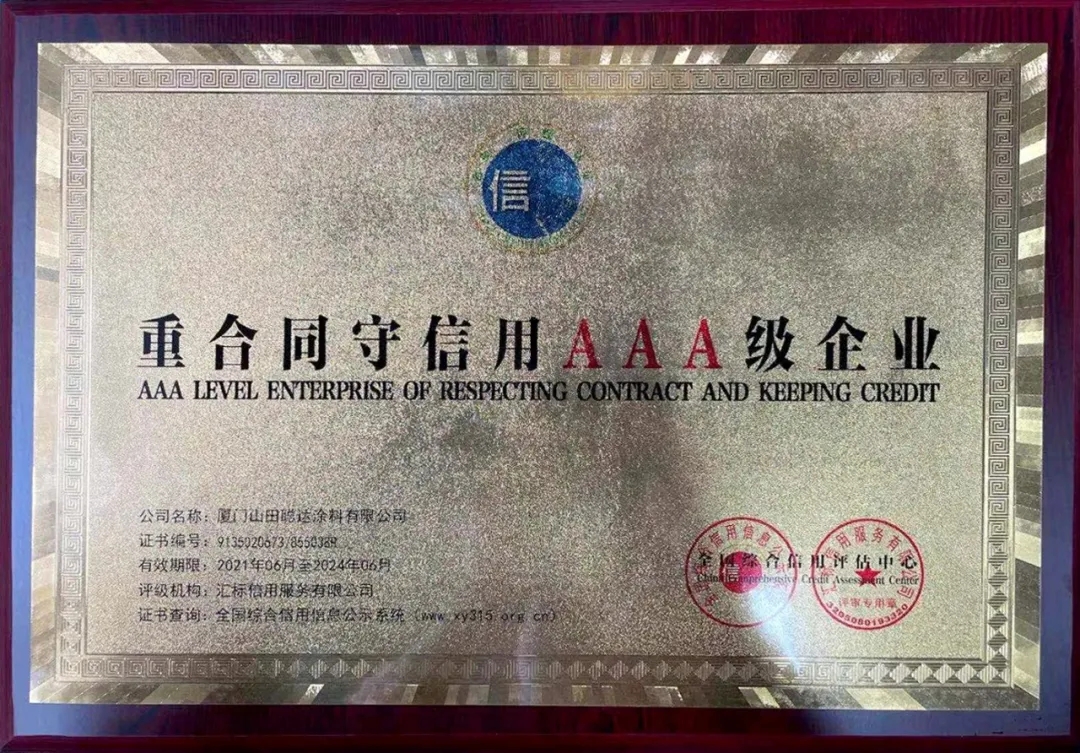 信
重合同守信用AAA级企业
AAA LEVEL ENTERPRISE OF RESPECTING CONTRACT AND KEEPING CREDIT
公司名称：厦门山田聪达涂料有限公司
证书编号：
有效期限：2021年06月至2024年06月
评级机构：汇标信用服务有限公司
证书查询：全国综合信用信息公示系统（www.xy315.org.cn）
全国综合信用评估中心
China Comprehensive Credit Assessment Center
信
3205060193320